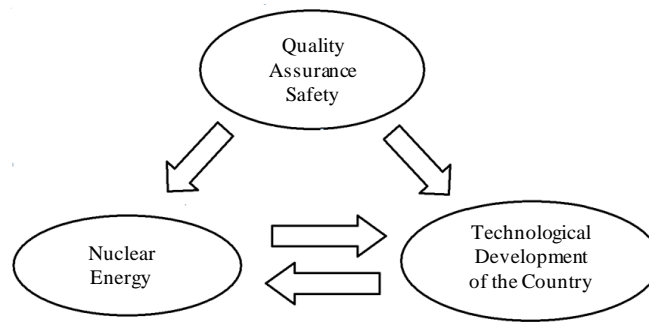 Quality
Assurance
Safety
Nuclear
Energy
Technological
Development
of the Country